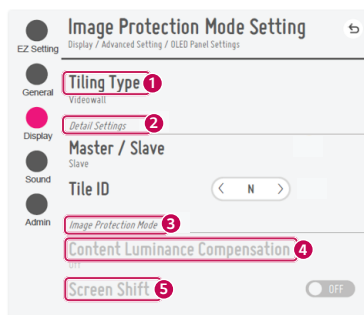 Image Protection Mode Setting
Display / Advanced Setting / OLED Panel Settings
EZ Setting
General
Display
Sound
Admin
Tiling Type 1
Videowall
Detail Settings 2
Master / Slave
Slave
Tile ID < N >
Image Protection Mode 3
Content Luminance Compensation 4
Off
Screen Shift 5 OFF